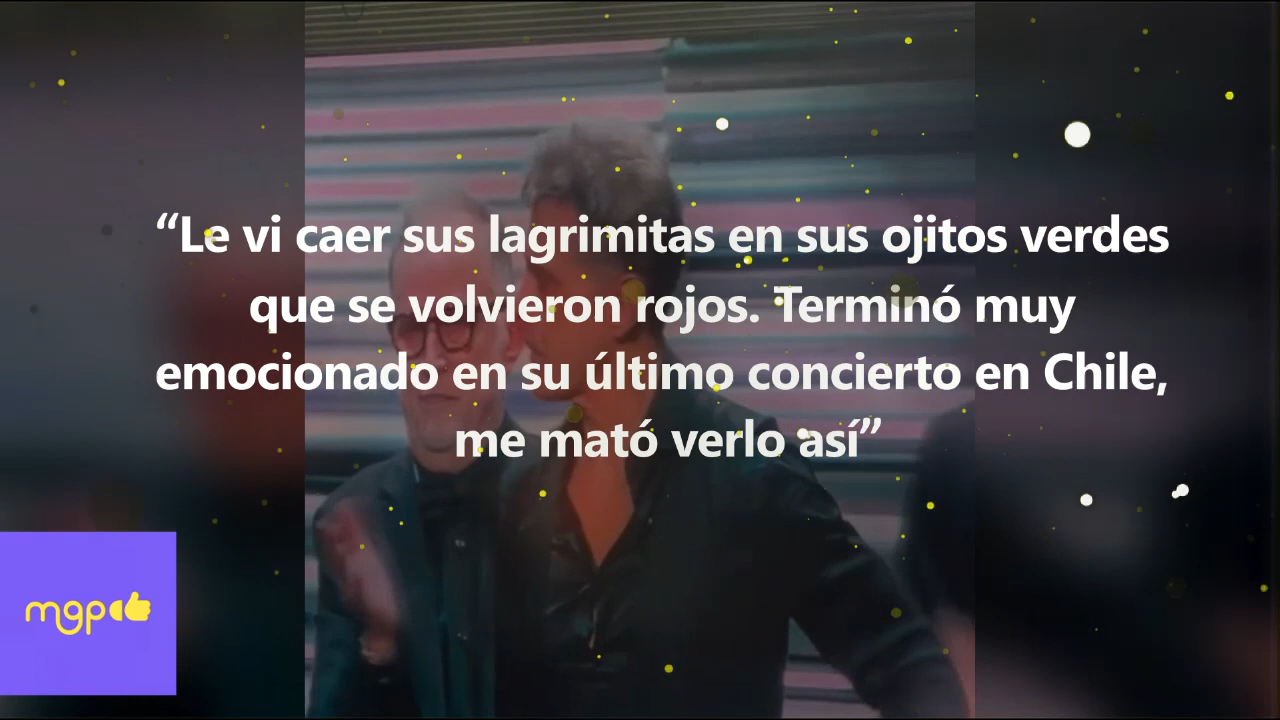 “Le vi caer sus lagrimitas en sus ojitos verdes
que se volvieron rojos. Terminó muy
emocionado en su último concierto en Chile,
me mató verlo así”
mgp